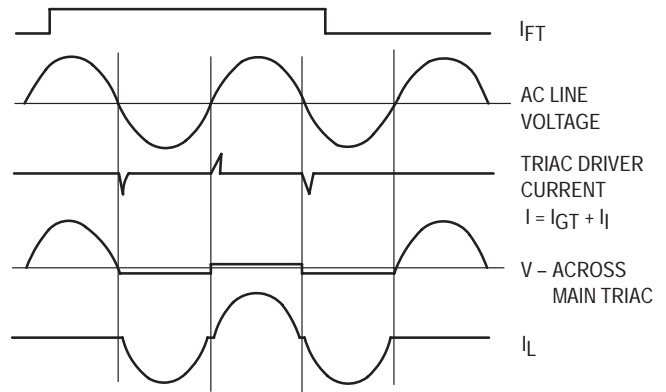 IFT
AC LINE
VOLTAGE
TRIAC DRIVER
CURRENT
I = IGT + II
V – ACROSS
MAIN TRIAC
IL